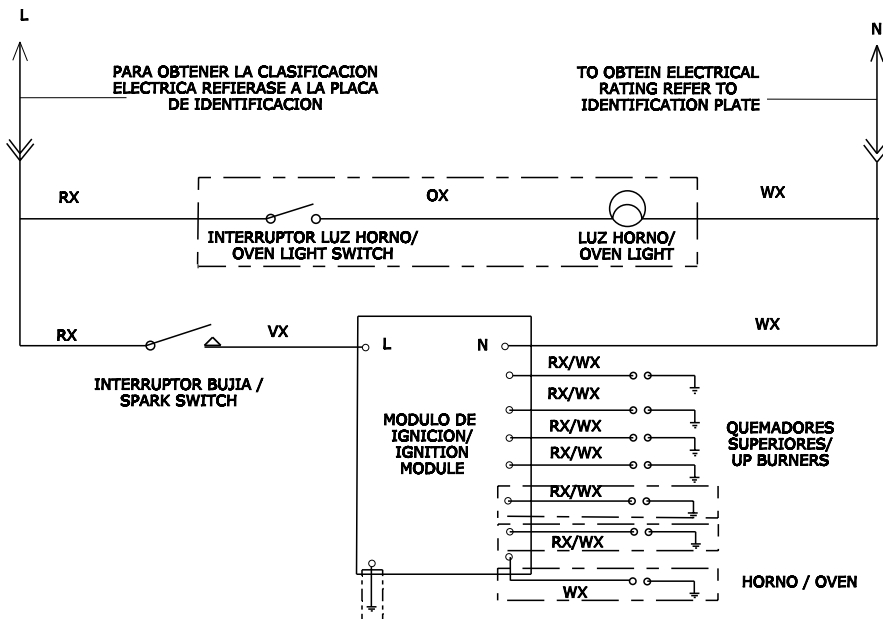 L
N
PARA OBTENER LA CLASIFICACION
ELECTRICA REFIERASE A LA PLACA
DE IDENTIFICACION
TO OBTEIN ELECTRICAL
RATING REFER TO
IDENTIFICATION PLATE
RX
OX
WX
INTERRUPTOR LUZ HORNO/
OVEN LIGHT SWITCH
LUZ HORNO/
OVEN LIGHT
RX
VX
L
N
WX
INTERRUPTOR BUJIA /
SPARK SWITCH
MODULO DE
IGNICION/
IGNITION
MODULE
RX/WX
RX/WX
RX/WX
RX/WX
RX/WX
RX/WX
WX
QUEMADORES
SUPERIORES/
UP BURNERS
HORNO / OVEN